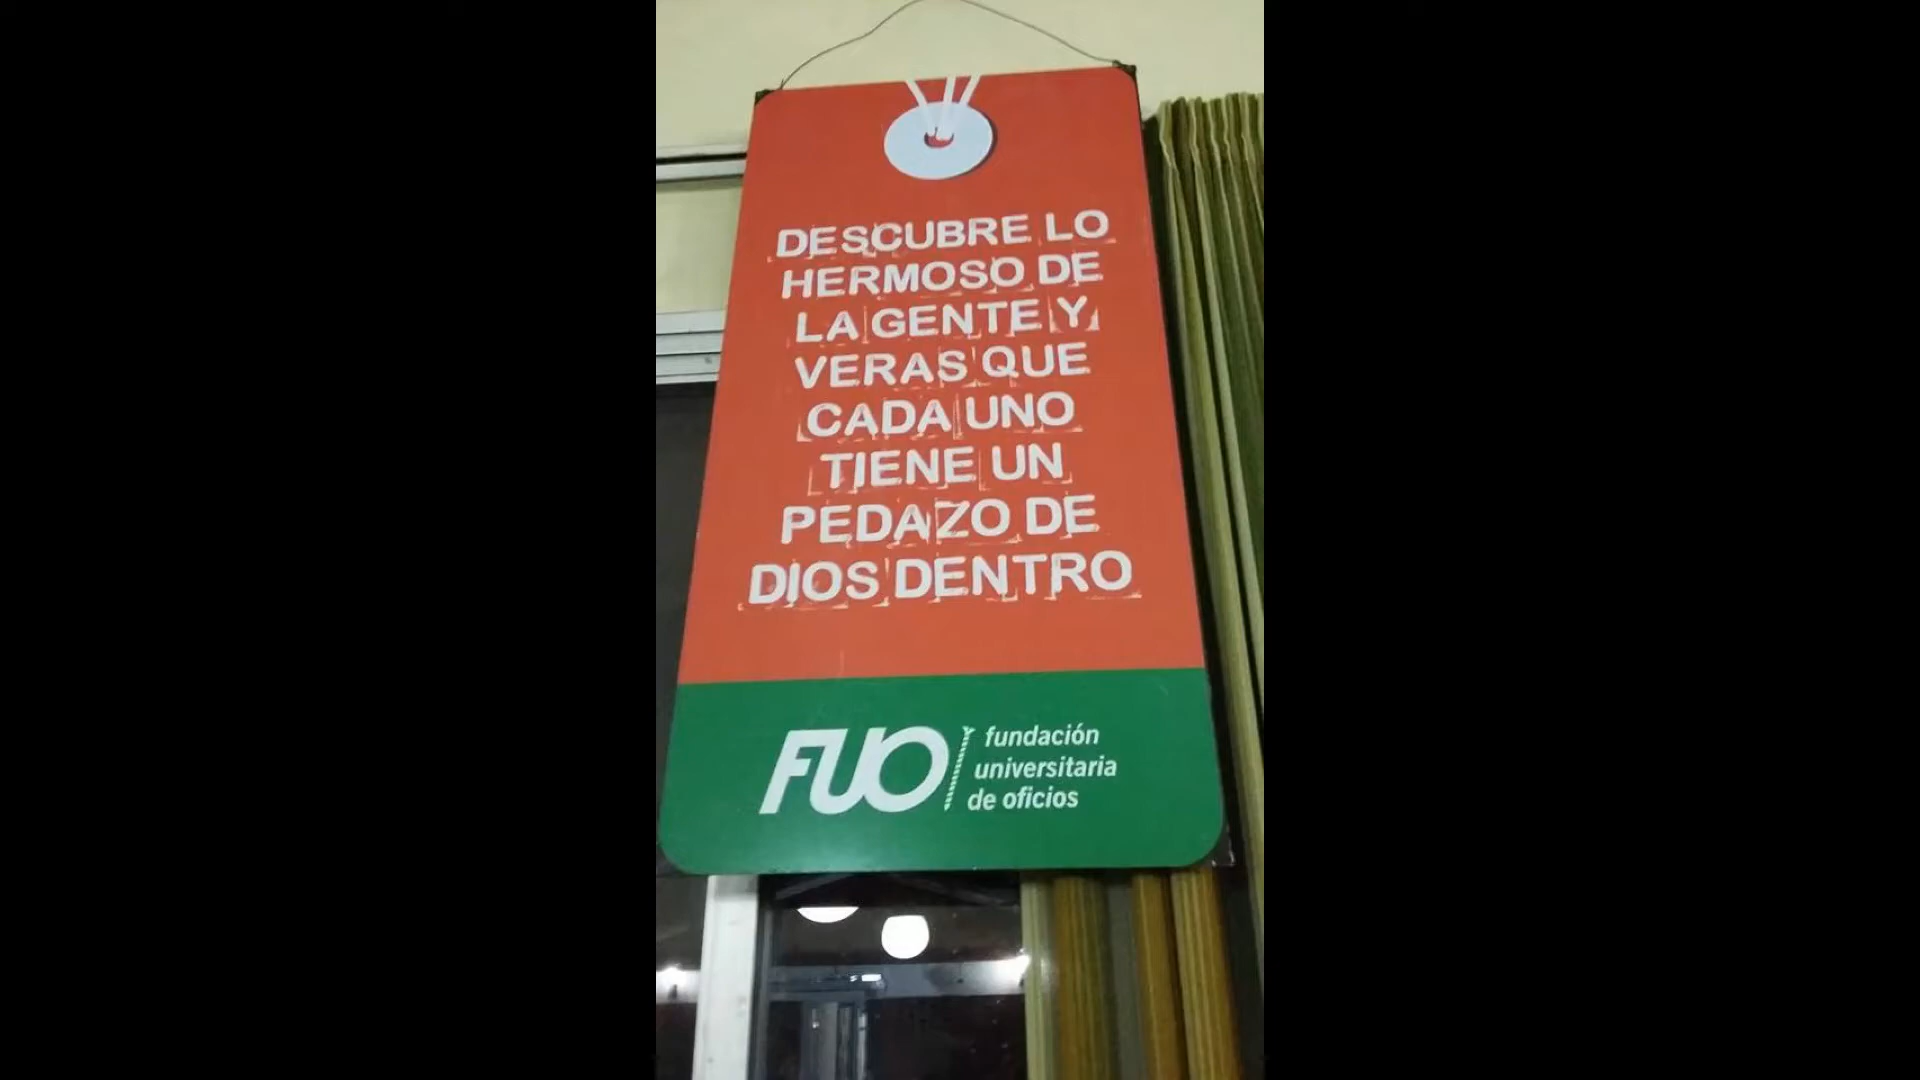 DESCUBRE LO
HERMOSO DE
LA GENTE Y
VERAS QUE
CADA UNO
TIENE UN
PEDAZO DE
DIOS DENTRO
FUO
fundación
universitaria
de oficios